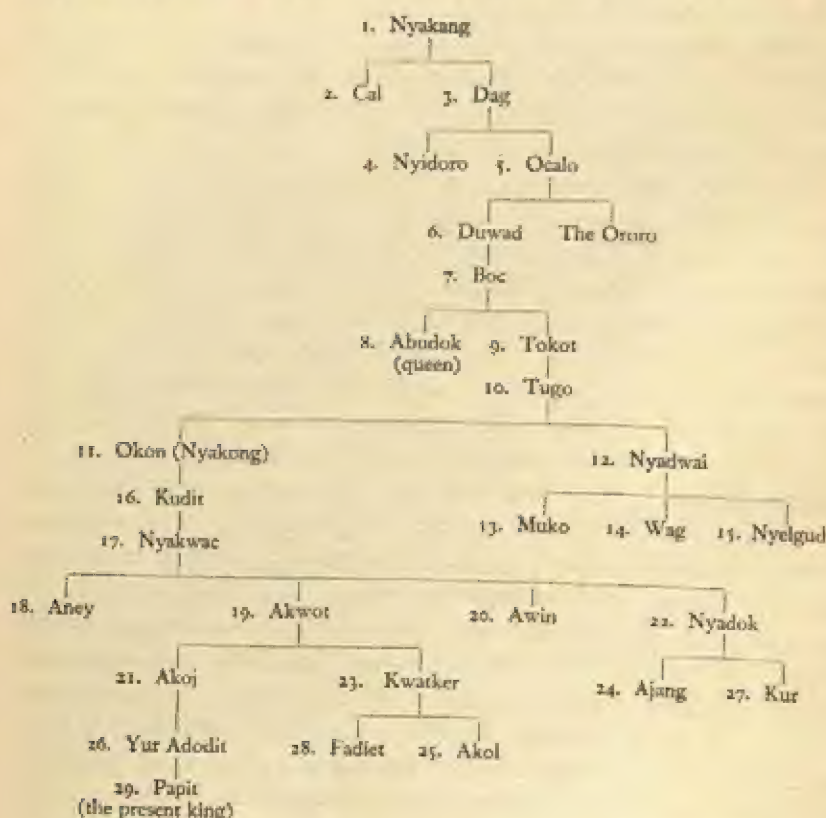 1. Nyakang
2. Cal 3. Dag
4. Nyidoro 5. Ocalo
6. Duwad The Ororo
7. Boc
8. Abudok 9. Tokot
(queen)
10. Tugo
11. Okon (Nyakong) 12. Nyadwai
16. Kudit
13. Muko 14. Wag 15. Nyelgud
17. Nyakwac
18. Aney 19. Akwot 20. Awin 22. Nyadok
21. Akoj 23. Kwatker 24. Ajang 27. Kur
26. Yur Adodit 28. Fadiet 25. Akol
29. Papit
(the present king)